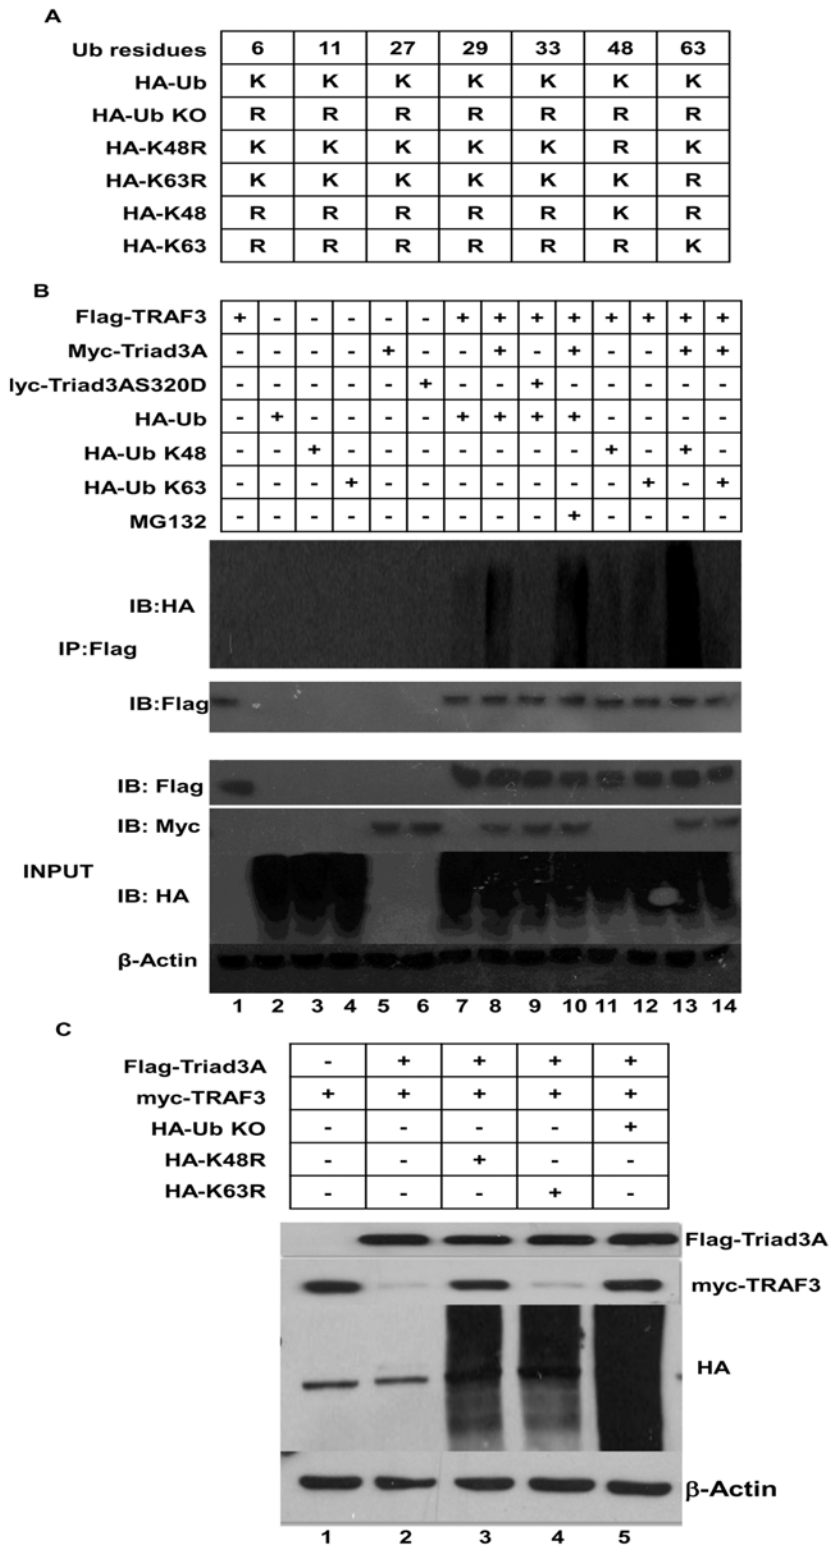 A
Ub residues 6 11 27 29 33 48 63
HA-Ub K K K K K K K
HA-Ub KO R R R R R R R
HA-K48R K K K K K R K
HA-K63R K K K K K K R
HA-K48 R R R R R K R
HA-K63 R R R R R R K
B
Flag-TRAF3 + - - - - - + + + + + + + +
Myc-Triad3A - - - - + - - + - + - - + +
lyc-Triad3AS320D - - - - - + - - + - - - - -
HA-Ub - + - - - - + + + + - - - -
HA-Ub K48 - - + - - - - - - - + - + -
HA-Ub K63 - - - + - - - - - - - + - +
MG132 - - - - - - - - - + - - - -
IB:HA
IP:Flag
IB:Flag
IB: Flag
IB: Myc
INPUT
IB: HA
β-Actin
1 2 3 4 5 6 7 8 9 10 11 12 13 14
C
Flag-Triad3A - + + + +
myc-TRAF3 + + + + +
HA-Ub KO - - - - +
HA-K48R - - + - -
HA-K63R - - - + -
Flag-Triad3A
myc-TRAF3
HA
β-Actin
1 2 3 4 5